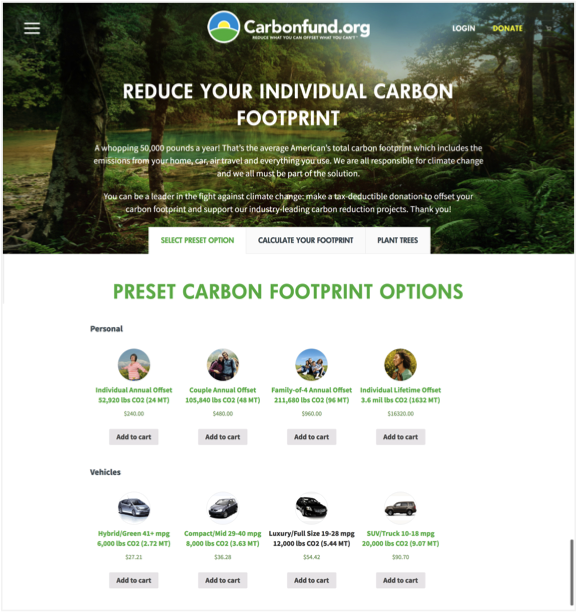 Carbonfund.org
REDUCE WHAT YOU CAN OFFSET WHAT YOU CAN'T™
LOGIN
DONATE
REDUCE YOUR INDIVIDUAL CARBON
FOOTPRINT
A whopping 50,000 pounds a year! That's the average American's total carbon footprint which includes the
emissions from your home, car, air travel and everything you use. We are all responsible for climate change
and we all must be part of the solution.
You can be a leader in the fight against climate change: make a tax-deductible donation to offset your
carbon footprint and support our industry-leading carbon reduction projects. Thank you!
SELECT PRESET OPTION
CALCULATE YOUR FOOTPRINT
PLANT TREES
PRESET CARBON FOOTPRINT OPTIONS
Personal
Individual Annual Offset
52,920 lbs CO2 (24 MT)
$240.00
Add to cart
Couple Annual Offset
105,840 lbs CO2 (48 MT)
$480.00
Add to cart
Family-of-4 Annual Offset
211,680 lbs CO2 (96 MT)
$960.00
Add to cart
Individual Lifetime Offset
3.6 mil lbs CO2 (1632 MT)
$16320.00
Add to cart
Vehicles
Hybrid/Green 41+ mpg
6,000 lbs CO2 (2.72 MT)
$27.21
Add to cart
Compact/Mid 29-40 mpg
8,000 lbs CO2 (3.63 MT)
$36.28
Add to cart
Luxury/Full Size 19-28 mpg
12,000 lbs CO2 (5.44 MT)
$54.42
Add to cart
SUV/Truck 10-18 mpg
20,000 lbs CO2 (9.07 MT)
$90.70
Add to cart